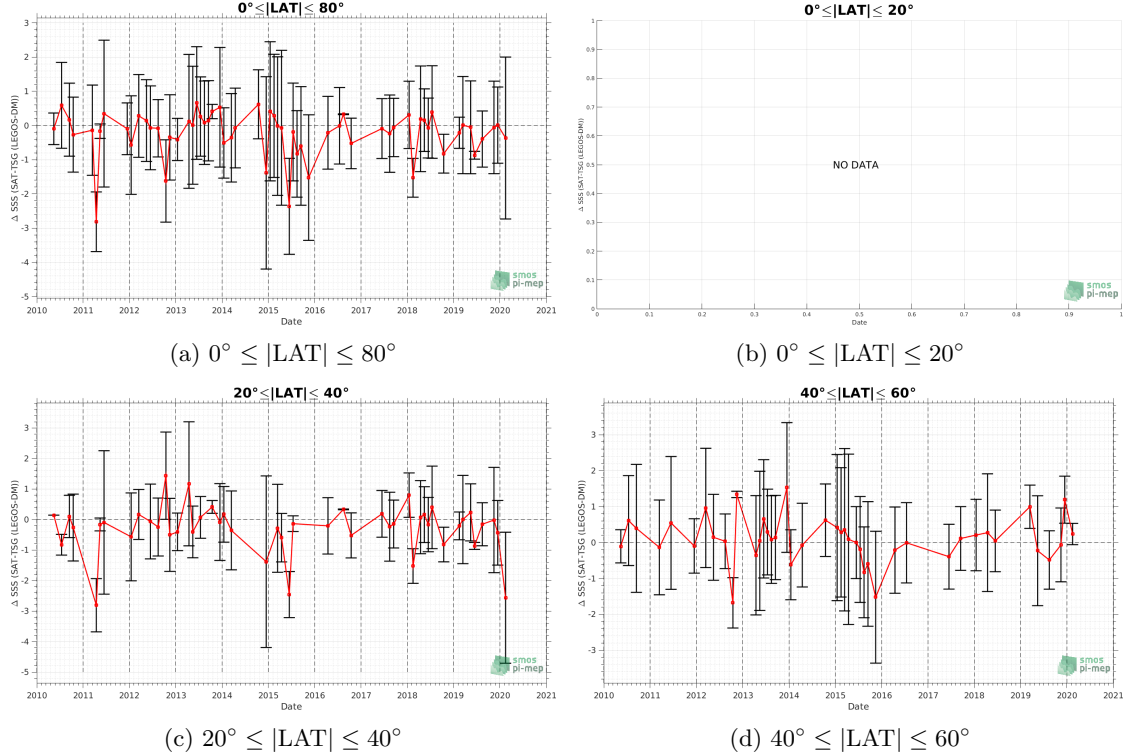 0°≤|LAT|≤ 80°
3
2
1
0
-1
-2
-3
-4
-5
Δ SSS (SAT-TSG (LEGOS-DMI))
2010 2011 2012 2013 2014 2015 2016 2017 2018 2019 2020 2021
Date
smos
pi-mep
(a) 0° ≤ |LAT| ≤ 80°
0°≤|LAT|≤ 20°
1
0.9
0.8
0.7
0.6
0.5
0.4
0.3
0.2
0.1
0
Δ SSS (SAT-TSG (LEGOS-DMI))
NO DATA
0 0.1 0.2 0.3 0.4 0.5 0.6 0.7 0.8 0.9 1
Date
smos
pi-mep
(b) 0° ≤ |LAT| ≤ 20°
20°≤|LAT|≤ 40°
3
2
1
0
-1
-2
-3
-4
-5
Δ SSS (SAT-TSG (LEGOS-DMI))
2010 2011 2012 2013 2014 2015 2016 2017 2018 2019 2020 2021
Date
smos
pi-mep
(c) 20° ≤ |LAT| ≤ 40°
40°≤|LAT|≤ 60°
3
2
1
0
-1
-2
-3
Δ SSS (SAT-TSG (LEGOS-DMI))
2010 2011 2012 2013 2014 2015 2016 2017 2018 2019 2020 2021
Date
smos
pi-mep
(d) 40° ≤ |LAT| ≤ 60°